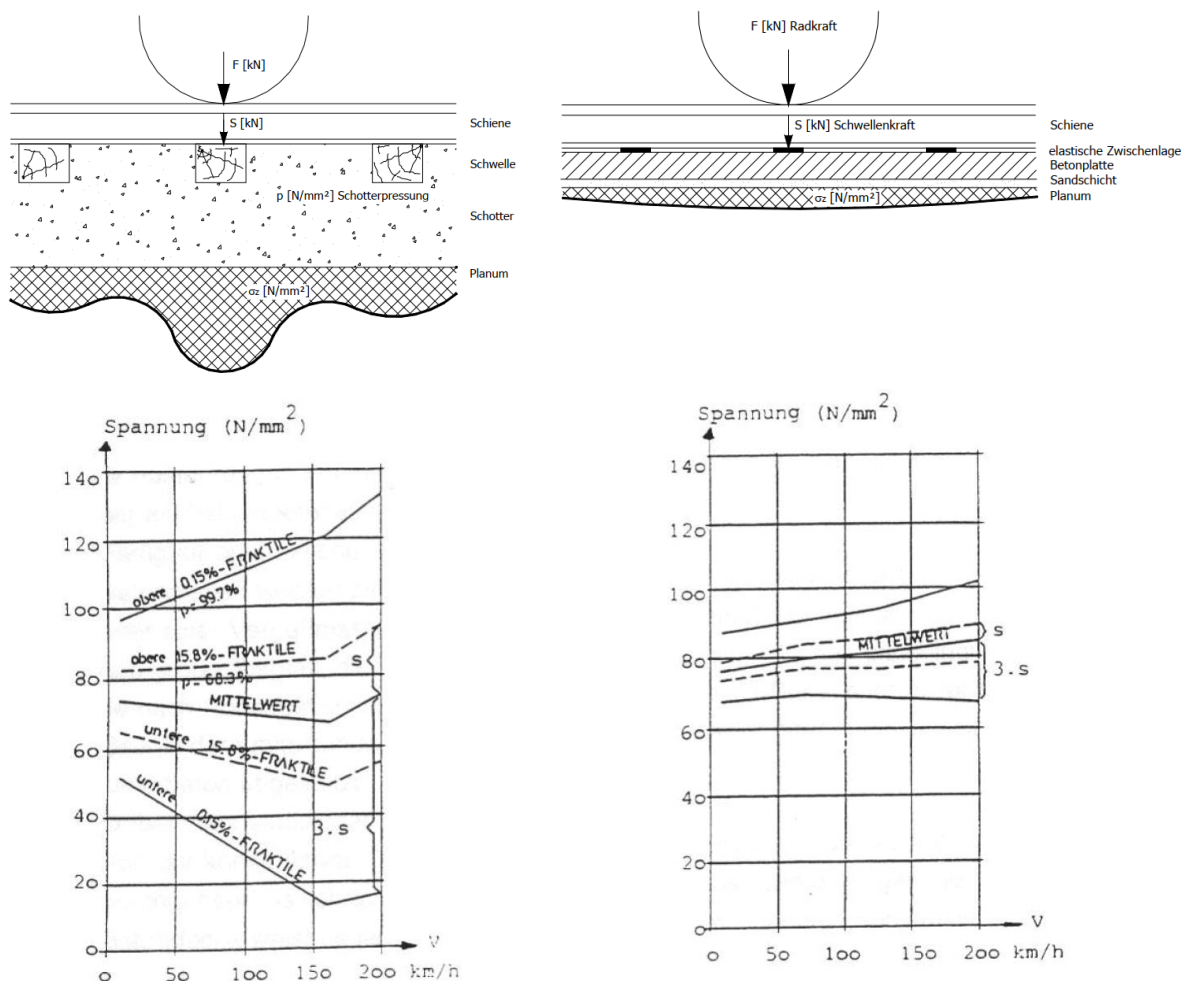 F [kN]
S [kN]
Schiene
Schwelle
p [N/mm²] Schotterpressung
Schotter
Planum
σz [N/mm²]
F [kN] Radkraft
S [kN] Schwellenkraft
Schiene
elastische Zwischenlage
Betonplatte
Sandschicht
σz [N/mm²]
Planum
Spannung (N/mm²)
140
120
100
80
60
40
20
0
obere 0.15%-FRAKTILE
p=99.7%
obere 15.8%-FRAKTILE
p=68.3%
s
MITTELWERT
untere 15.8%-FRAKTILE
untere 0.15%-FRAKTILE
3.s
V
0 50 100 150 200 km/h
Spannung (N/mm²)
140
120
100
80
60
40
20
0
MITTELWERT
s
3.s
V
0 50 100 150 200 km/h